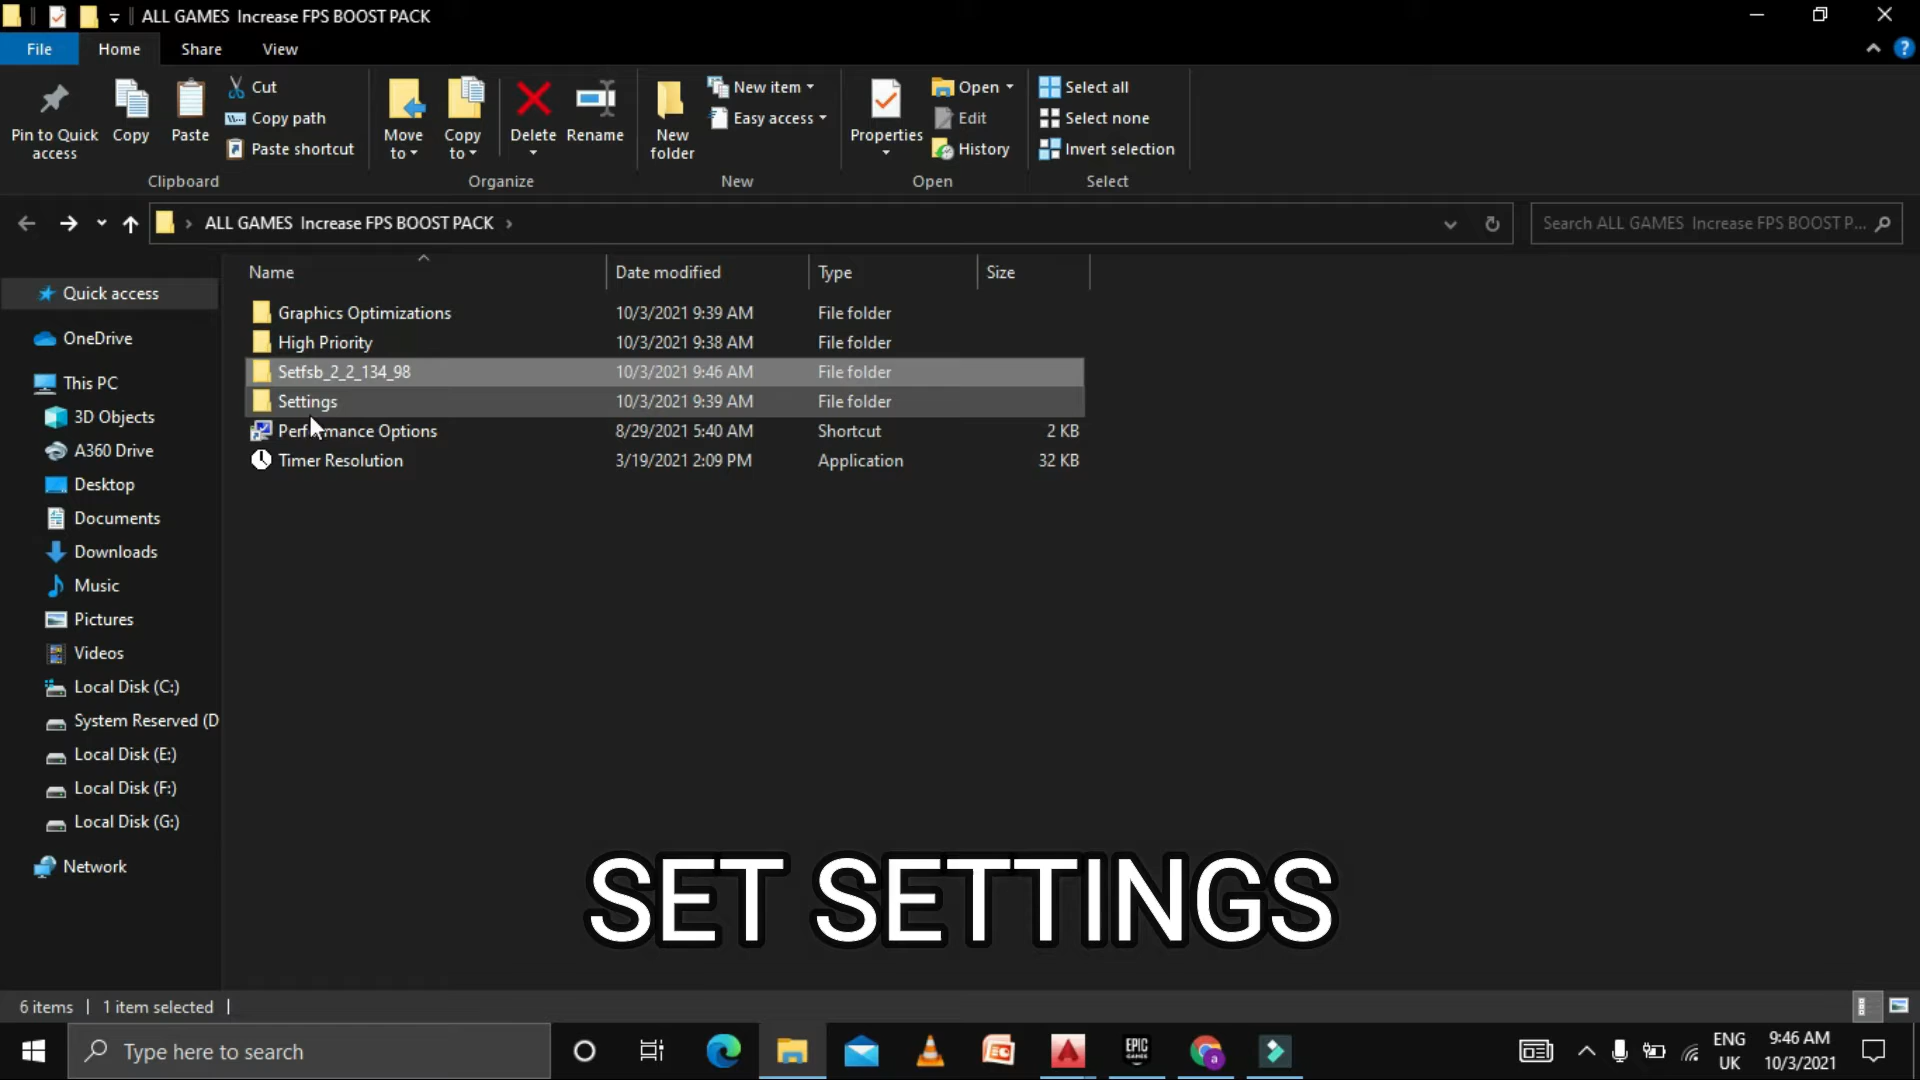 ALL GAMES  Increase FPS BOOST PACK
File Home Share View
Pin to Quick access
Copy
Paste
Cut
Copy path
Paste shortcut
Clipboard
Move to
Copy to
Delete
Rename
Organize
New folder
New item
Easy access
New
Properties
Open
Edit
History
Open
Select all
Select none
Invert selection
Select
ALL GAMES  Increase FPS BOOST PACK
Search ALL GAMES  Increase FPS BOOST P...
Name Date modified Type Size
Graphics Optimizations 10/3/2021 9:39 AM File folder
High Priority 10/3/2021 9:38 AM File folder
Setfsb_2_2_134_98 10/3/2021 9:46 AM File folder
Settings 10/3/2021 9:39 AM File folder
Performance Options 8/29/2021 5:40 AM Shortcut 2 KB
Timer Resolution 3/19/2021 2:09 PM Application 32 KB
Quick access
OneDrive
This PC
3D Objects
A360 Drive
Desktop
Documents
Downloads
Music
Pictures
Videos
Local Disk (C:)
System Reserved (D
Local Disk (E:)
Local Disk (F:)
Local Disk (G:)
Network
SET SETTINGS
6 items 1 item selected
Type here to search
EPIC GAMES
a
ENG UK
9:46 AM
10/3/2021